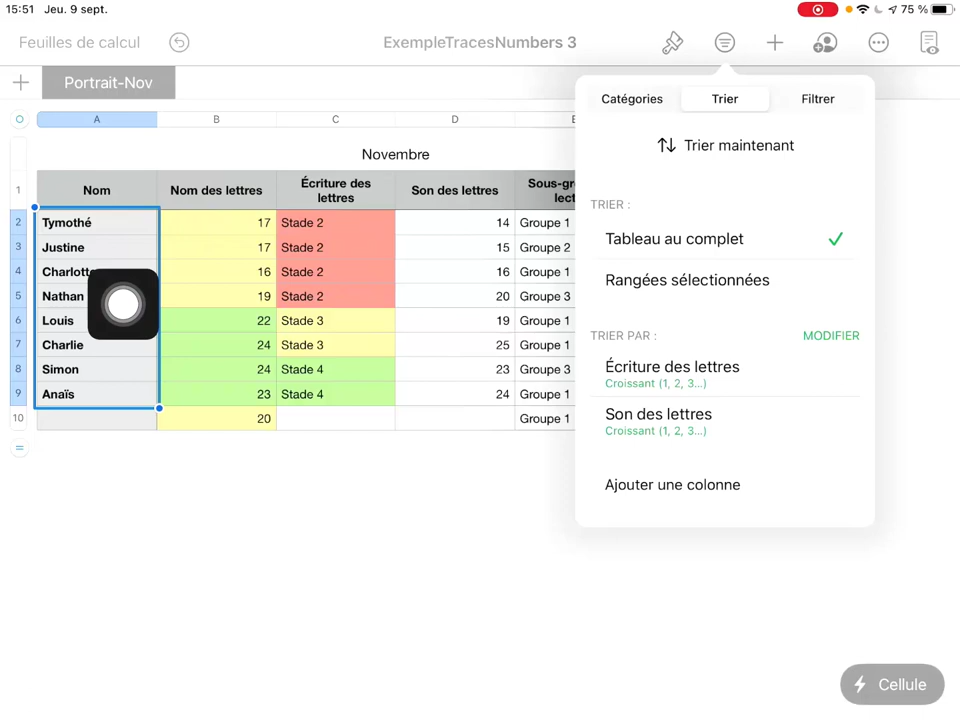 15:51 Jeu. 9 sept. 75 %
Feuilles de calcul ExempleTracesNumbers 3
Portrait-Nov
Catégories Trier Filtrer
A B C D E
Trier maintenant
Novembre
1 Nom Nom des lettres Écriture des lettres Son des lettres Sous-gr lect
TRIER :
2 Tymothé 17 Stade 2 14 Groupe 1
Tableau au complet
3 Justine 17 Stade 2 15 Groupe 2
4 Charlotte 16 Stade 2 16 Groupe 1
Rangées sélectionnées
5 Nathan 19 Stade 2 20 Groupe 3
6 Louis 22 Stade 3 19 Groupe 1
TRIER PAR : MODIFIER
7 Charlie 24 Stade 3 25 Groupe 1
Écriture des lettres
8 Simon 24 Stade 4 23 Groupe 3
Croissant (1, 2, 3...)
9 Anaïs 23 Stade 4 24 Groupe 1
Son des lettres
10 20 Groupe 1
Croissant (1, 2, 3...)
Ajouter une colonne
Cellule